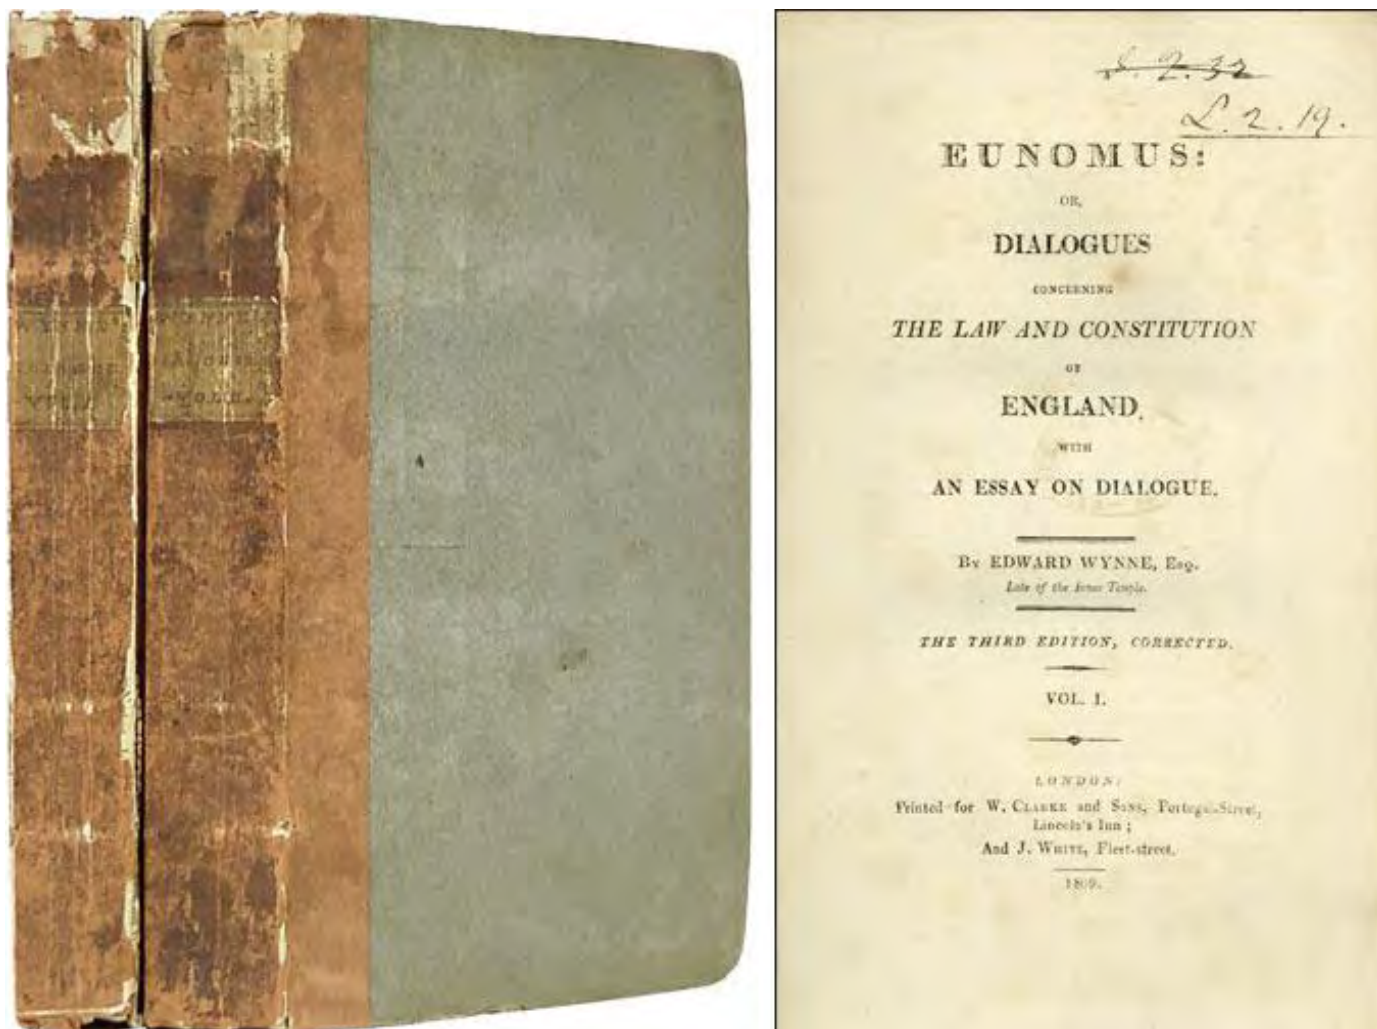 L. 2. 19.
EUNOMUS:
OR,
DIALOGUES
CONCERNING
THE LAW AND CONSTITUTION
OF
ENGLAND,
WITH
AN ESSAY ON DIALOGUE.
By EDWARD WYNNE, Esq.
Late of the Inner Temple.
THE THIRD EDITION, CORRECTED.
VOL. I.
LONDON:
Printed for W. CLARKE and SONS, Portugal-Street,
Lincoln's Inn;
And J. WHITE, Fleet-street.
1809.